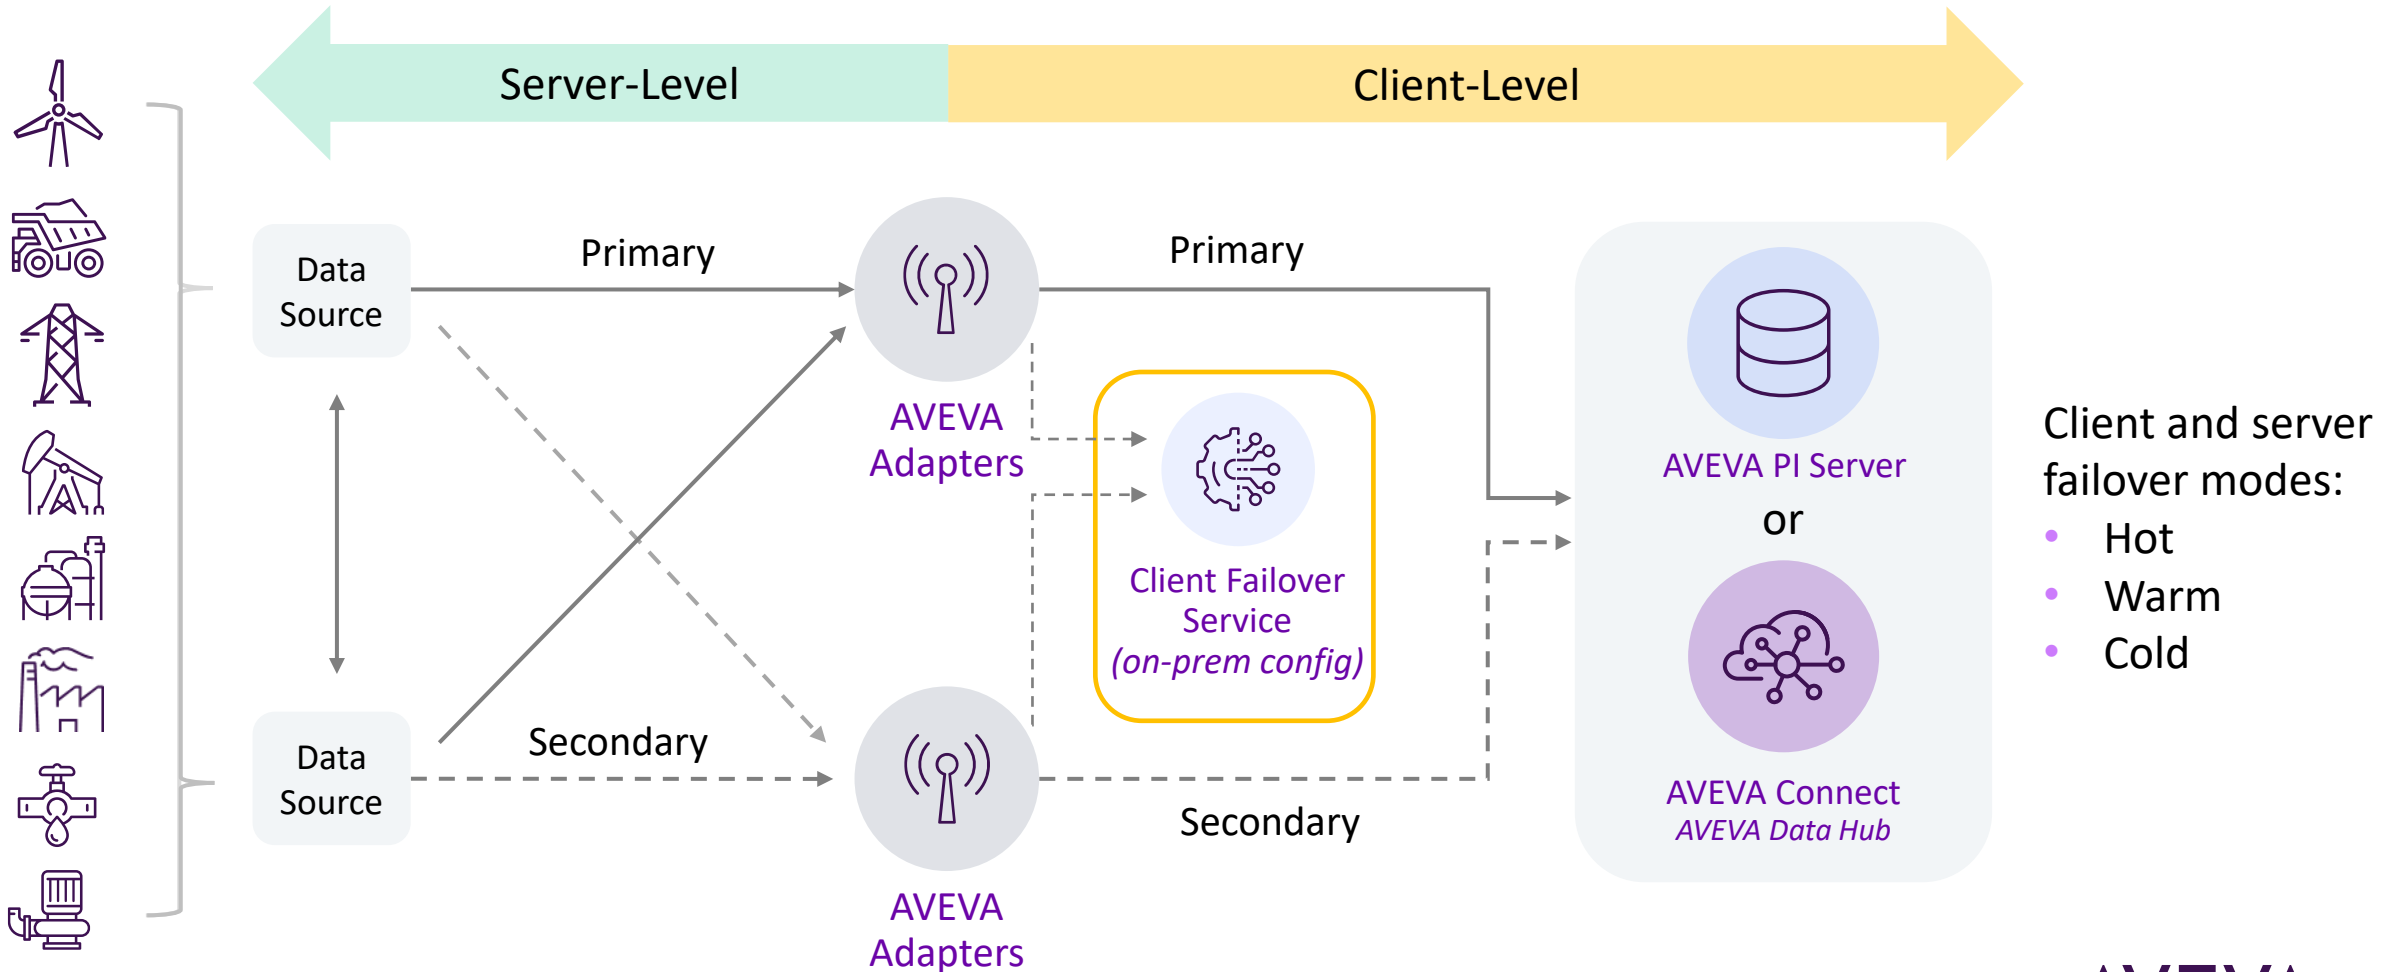 Server-Level
Client-Level
Data
Source
Primary
Primary
AVEVA
Adapters
Client Failover
Service
(on-prem config)
AVEVA PI Server
or
AVEVA Connect
AVEVA Data Hub
Data
Source
Secondary
Secondary
AVEVA
Adapters
Client and server
failover modes:
• Hot
• Warm
• Cold
AVEVA